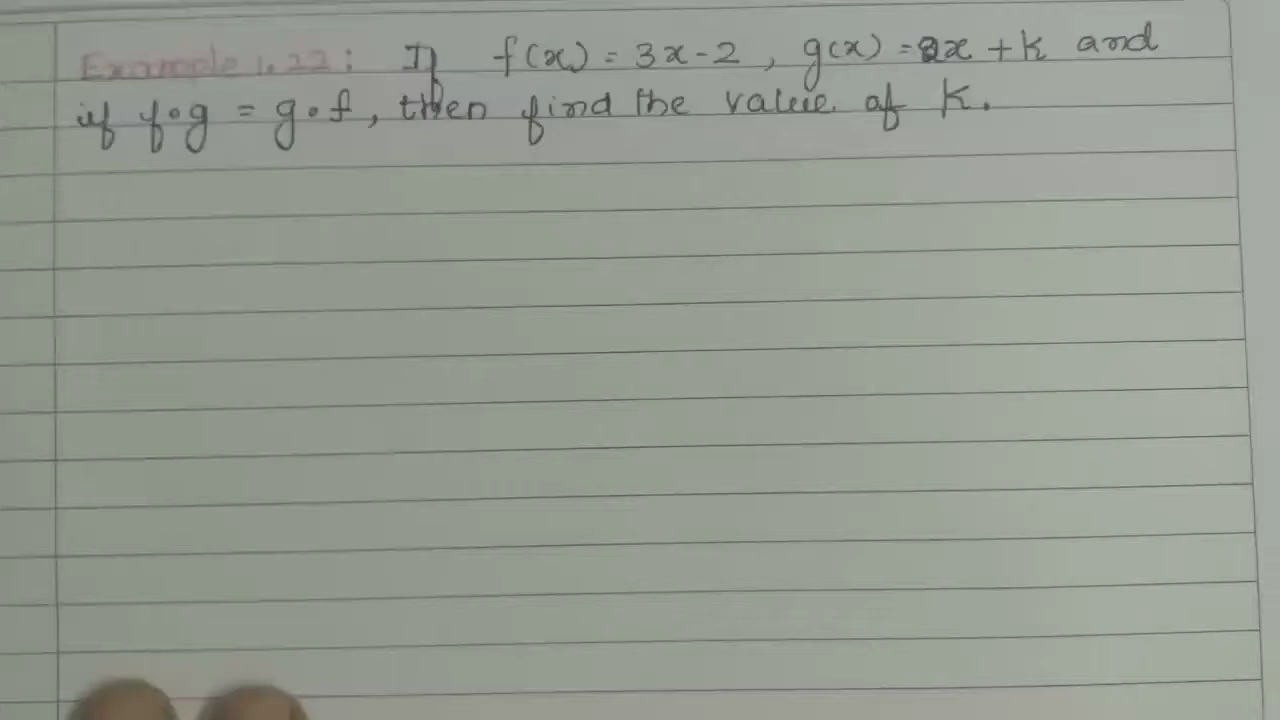 Example 1.22: If f(x) = 3x-2, g(x) = 2x + k and
if f∘g = g∘f, then find the value of k.